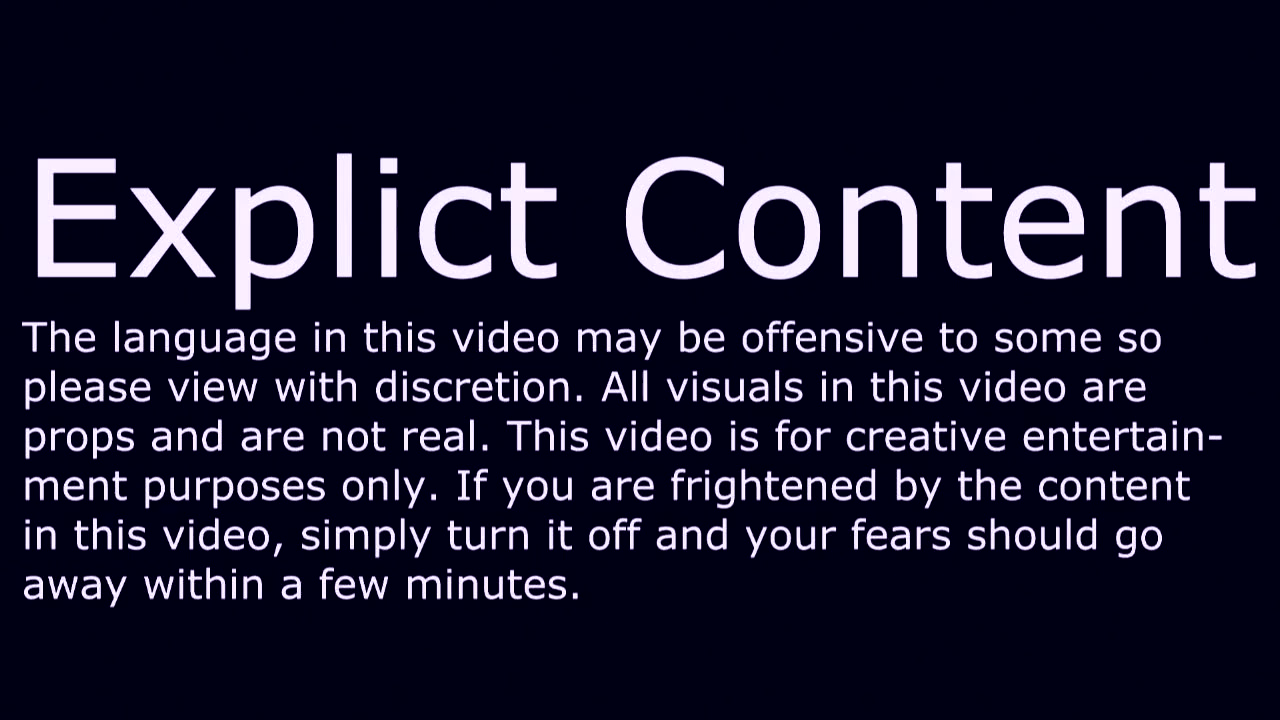 Explict Content
The language in this video may be offensive to some so
please view with discretion. All visuals in this video are
props and are not real. This video is for creative entertain-
ment purposes only. If you are frightened by the content
in this video, simply turn it off and your fears should go
away within a few minutes.